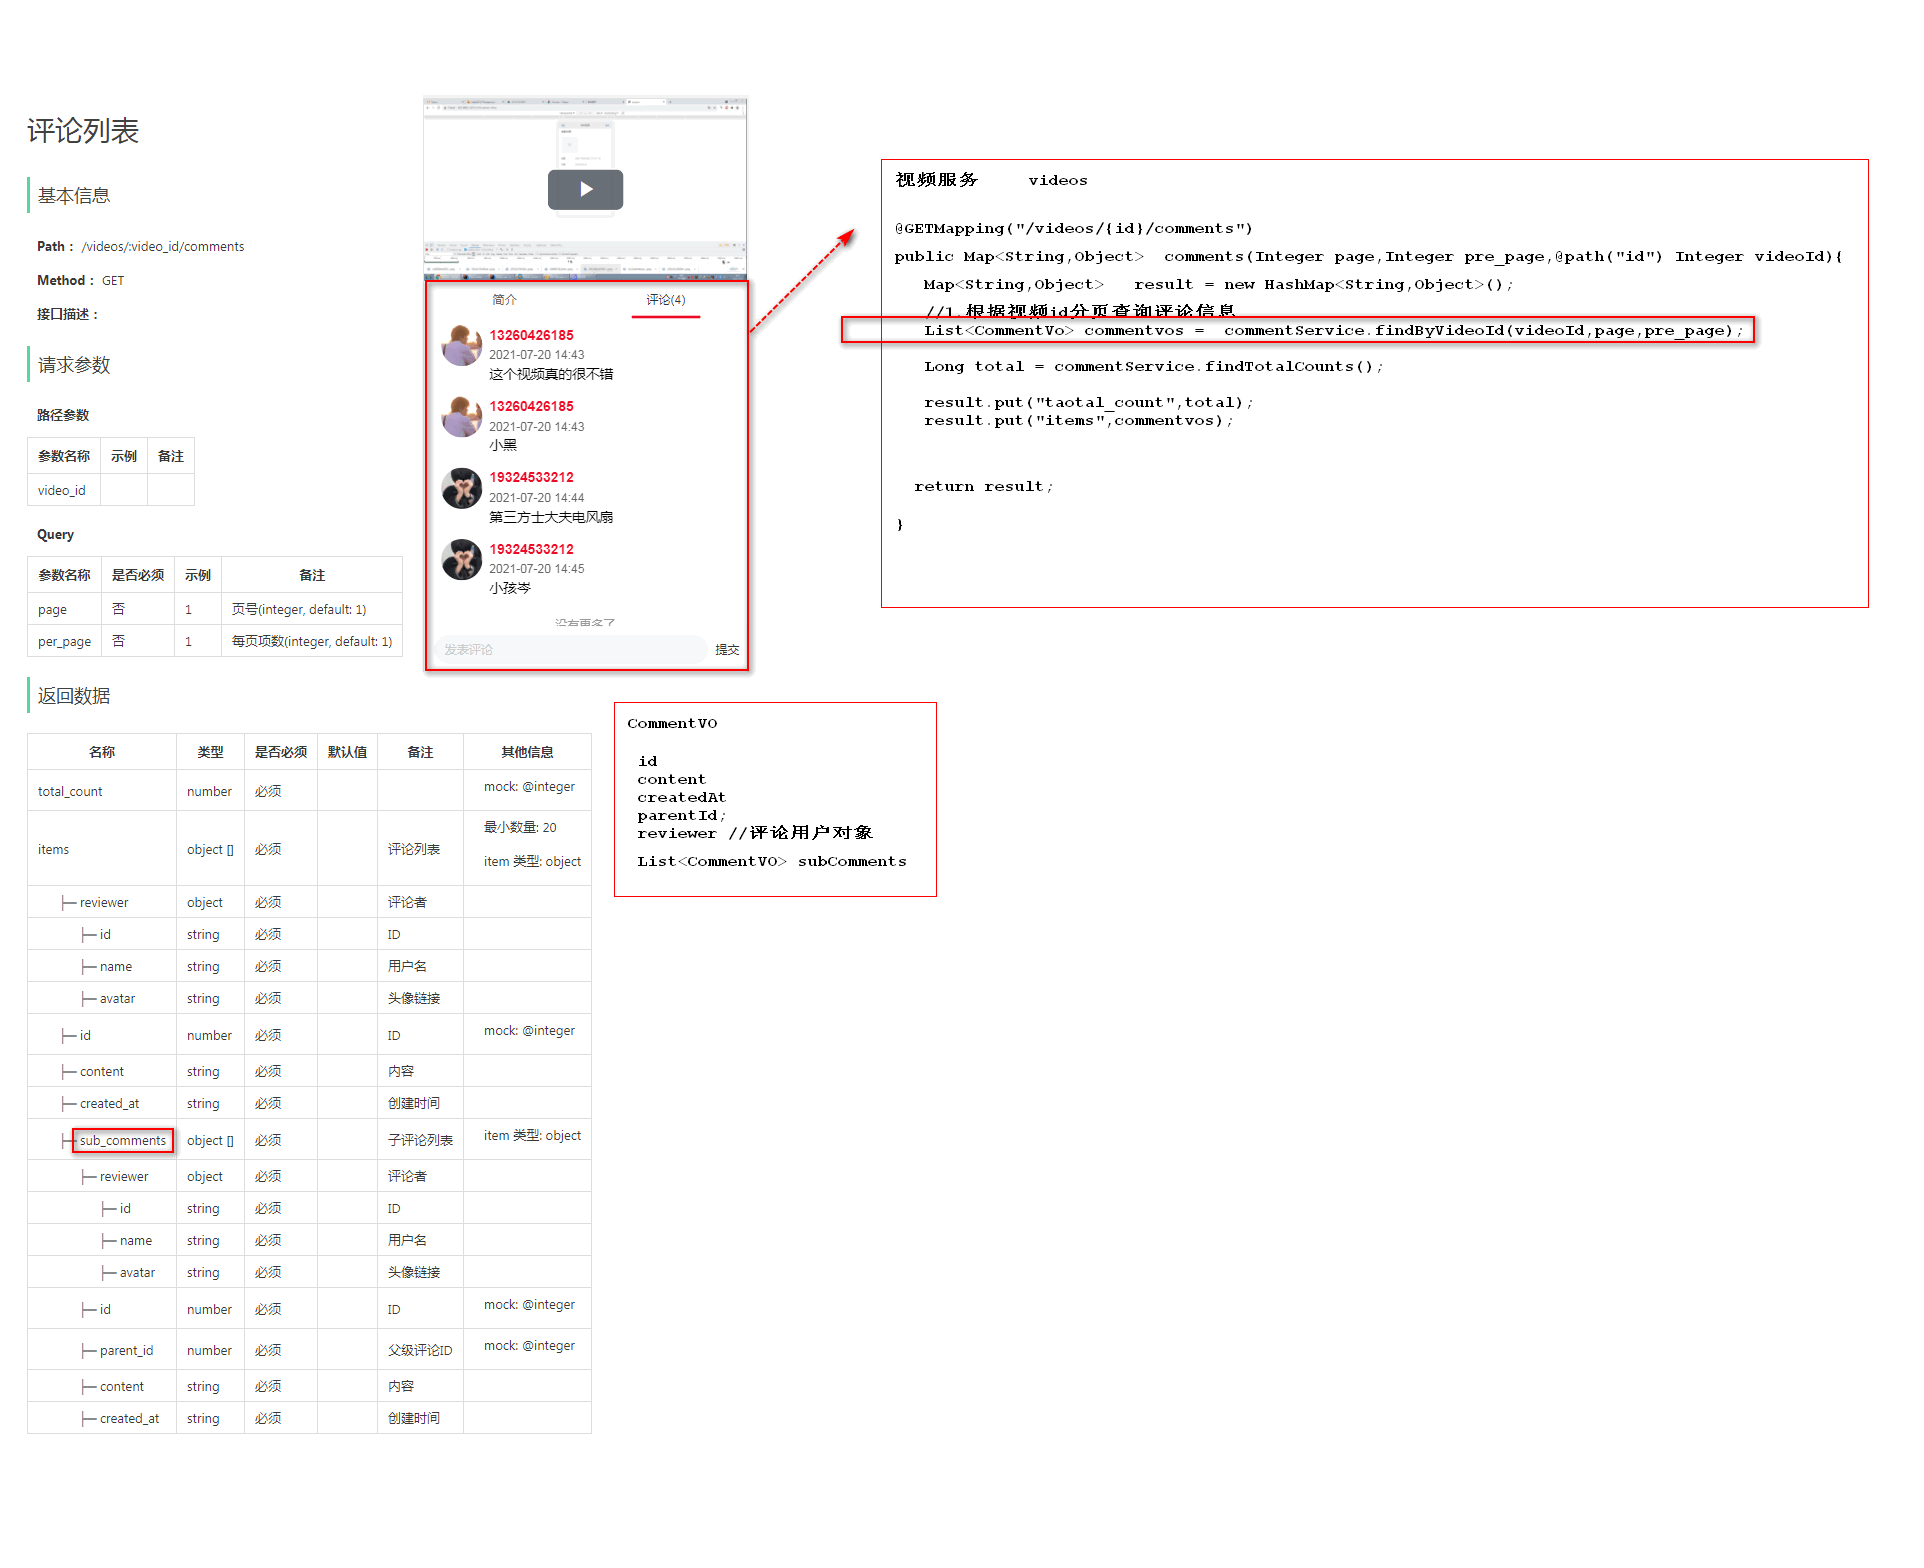 评论列表
基本信息
Path： /videos/:video_id/comments
Method： GET
接口描述：
请求参数
路径参数
参数名称 示例 备注
video_id
Query
参数名称 是否必须 示例 备注
page 否 1 页号(integer, default: 1)
per_page 否 1 每页项数(integer, default: 1)
简介 评论(4)
13260426185
2021-07-20 14:43
这个视频真的很不错
13260426185
2021-07-20 14:43
小黑
19324533212
2021-07-20 14:44
第三方士大夫电风扇
19324533212
2021-07-20 14:45
小孩岑
没有更多了
发表评论 提交
视频服务 videos
@GETMapping("/videos/{id}/comments")
public Map<String,Object> comments(Integer page,Integer pre_page,@path("id") Integer videoId){
Map<String,Object> result = new HashMap<String,Object>();
//1.根据视频id分页查询评论信息
List<CommentVo> commentvos = commentService.findByVideoId(videoId,page,pre_page);
Long total = commentService.findTotalCounts();
result.put("taotal_count",total);
result.put("items",commentvos);
return result;
}
返回数据
名称 类型 是否必须 默认值 备注 其他信息
total_count number 必须 mock: @integer
items object [] 必须 评论列表 最小数量: 20
item 类型: object
├─ reviewer object 必须 评论者
├─ id string 必须 ID
├─ name string 必须 用户名
├─ avatar string 必须 头像链接
├─ id number 必须 ID mock: @integer
├─ content string 必须 内容
├─ created_at string 必须 创建时间
├─ sub_comments object [] 必须 子评论列表 item 类型: object
├─ reviewer object 必须 评论者
├─ id string 必须 ID
├─ name string 必须 用户名
├─ avatar string 必须 头像链接
├─ id number 必须 ID mock: @integer
├─ parent_id number 必须 父级评论ID mock: @integer
├─ content string 必须 内容
├─ created_at string 必须 创建时间
CommentVO
id
content
createdAt
parentId;
reviewer //评论用户对象
List<CommentVO> subComments